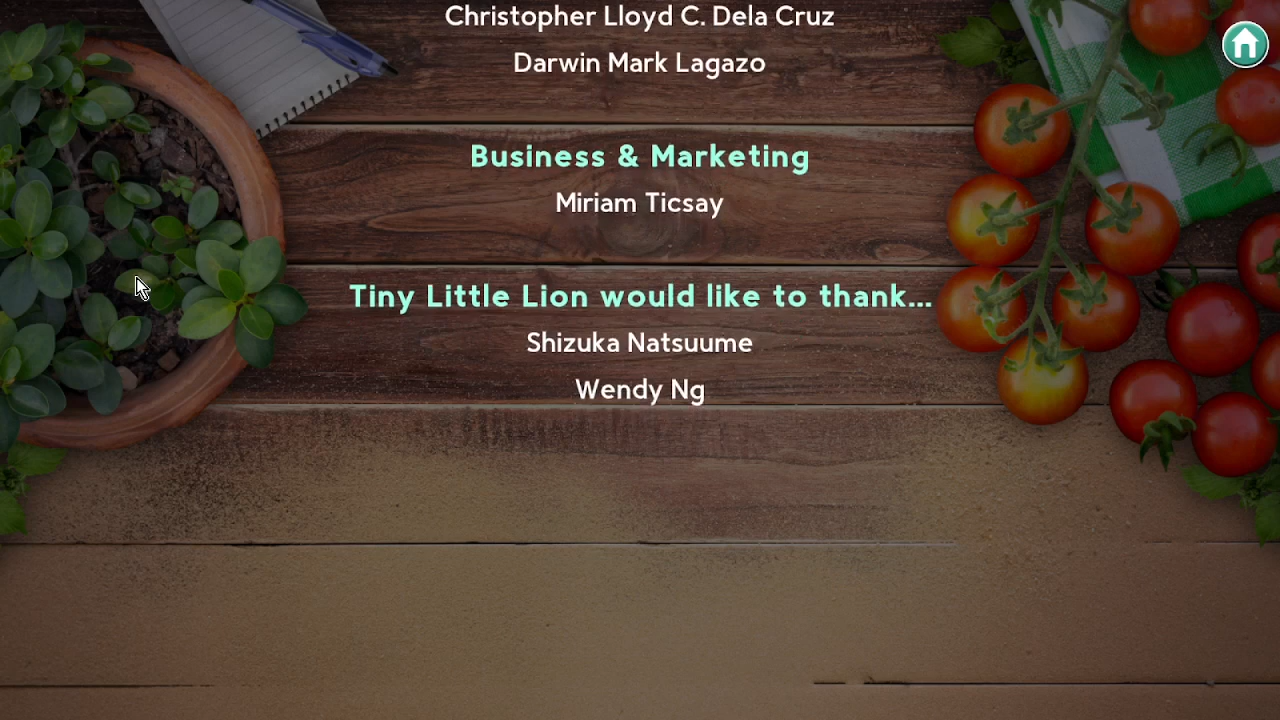 Christopher Lloyd C. Dela Cruz
Darwin Mark Lagazo
Business & Marketing
Miriam Ticsay
Tiny Little Lion would like to thank...
Shizuka Natsuume
Wendy Ng